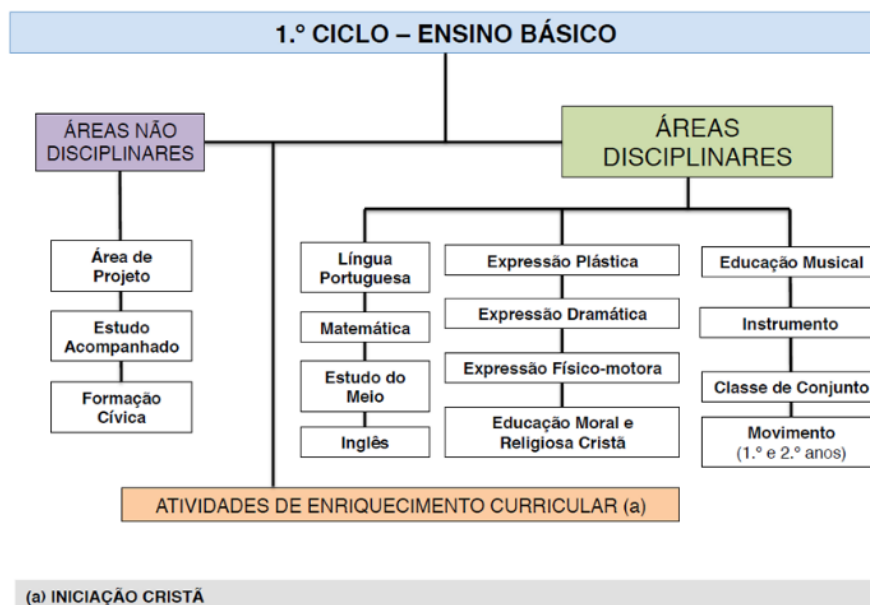 1.º CICLO – ENSINO BÁSICO
ÁREAS NÃO
DISCIPLINARES
ÁREAS
DISCIPLINARES
Área de
Projeto
Estudo
Acompanhado
Formação
Cívica
Língua
Portuguesa
Matemática
Estudo do
Meio
Inglês
Expressão Plástica
Expressão Dramática
Expressão Físico-motora
Educação Moral e
Religiosa Cristã
Educação Musical
Instrumento
Classe de Conjunto
Movimento
(1.º e 2.º anos)
ATIVIDADES DE ENRIQUECIMENTO CURRICULAR (a)
(a) INICIAÇÃO CRISTÃ